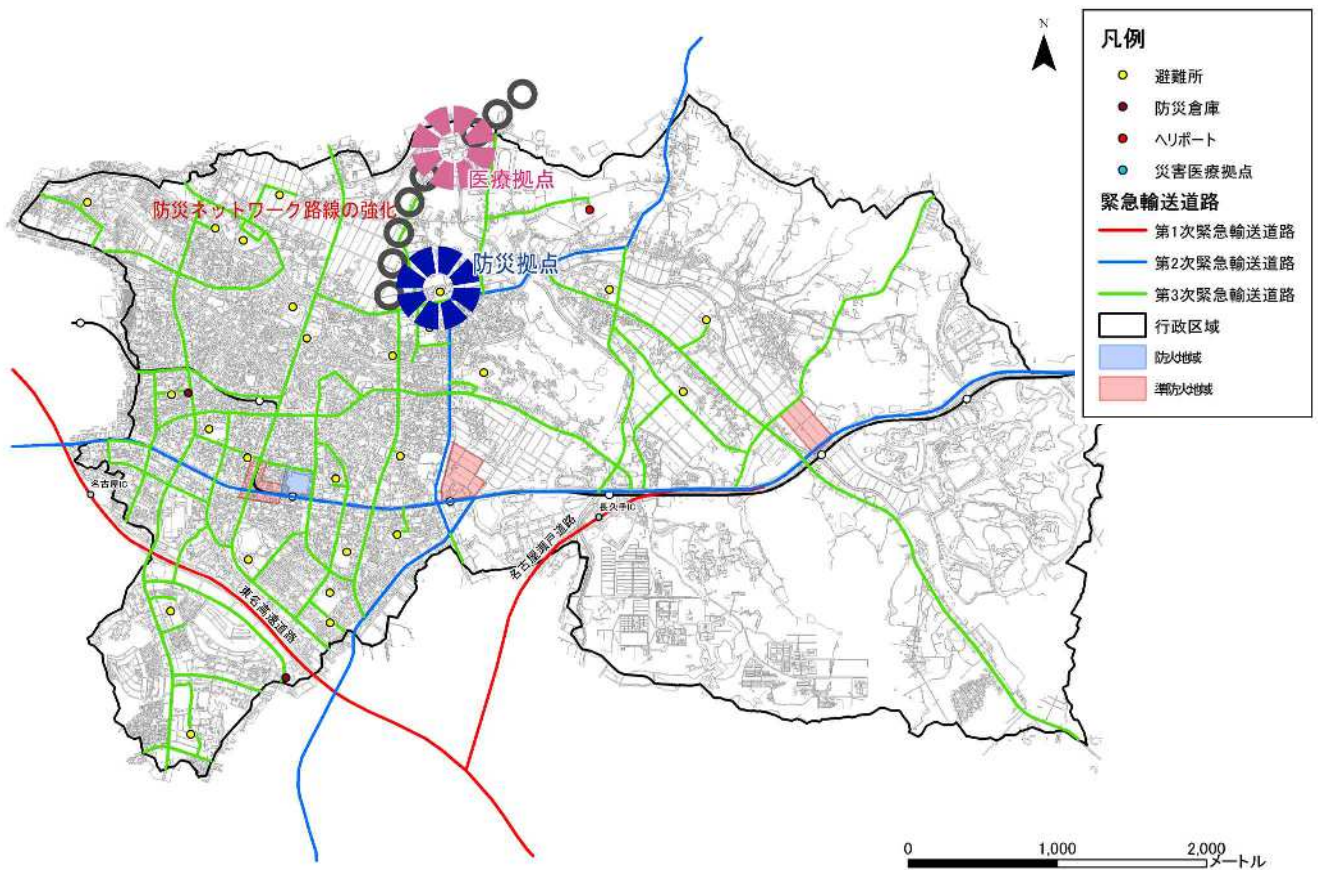 N
凡例
避難所
防災倉庫
ヘリポート
災害医療拠点
緊急輸送道路
第1次緊急輸送道路
第2次緊急輸送道路
第3次緊急輸送道路
行政区域
防火地域
準防火地域
医療拠点
防災ネットワーク路線の強化
防災拠点
名古屋IC
長久手IC
名古屋瀬戸道路
東名高速道路
0 1,000 2,000
メートル